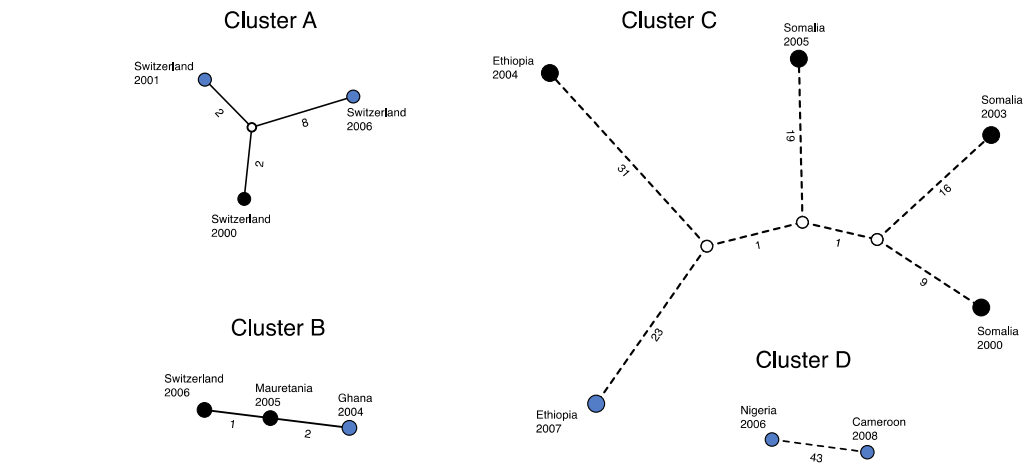 Cluster A
Switzerland
2001
2
8
Switzerland
2006
2
Switzerland
2000
Cluster B
Switzerland
2006
Mauretania
2005
Ghana
2004
1
2
Cluster C
Ethiopia
2004
Somalia
2005
Somalia
2003
31
19
16
1
1
9
Somalia
2000
23
Ethiopia
2007
Cluster D
Nigeria
2006
Cameroon
2008
43